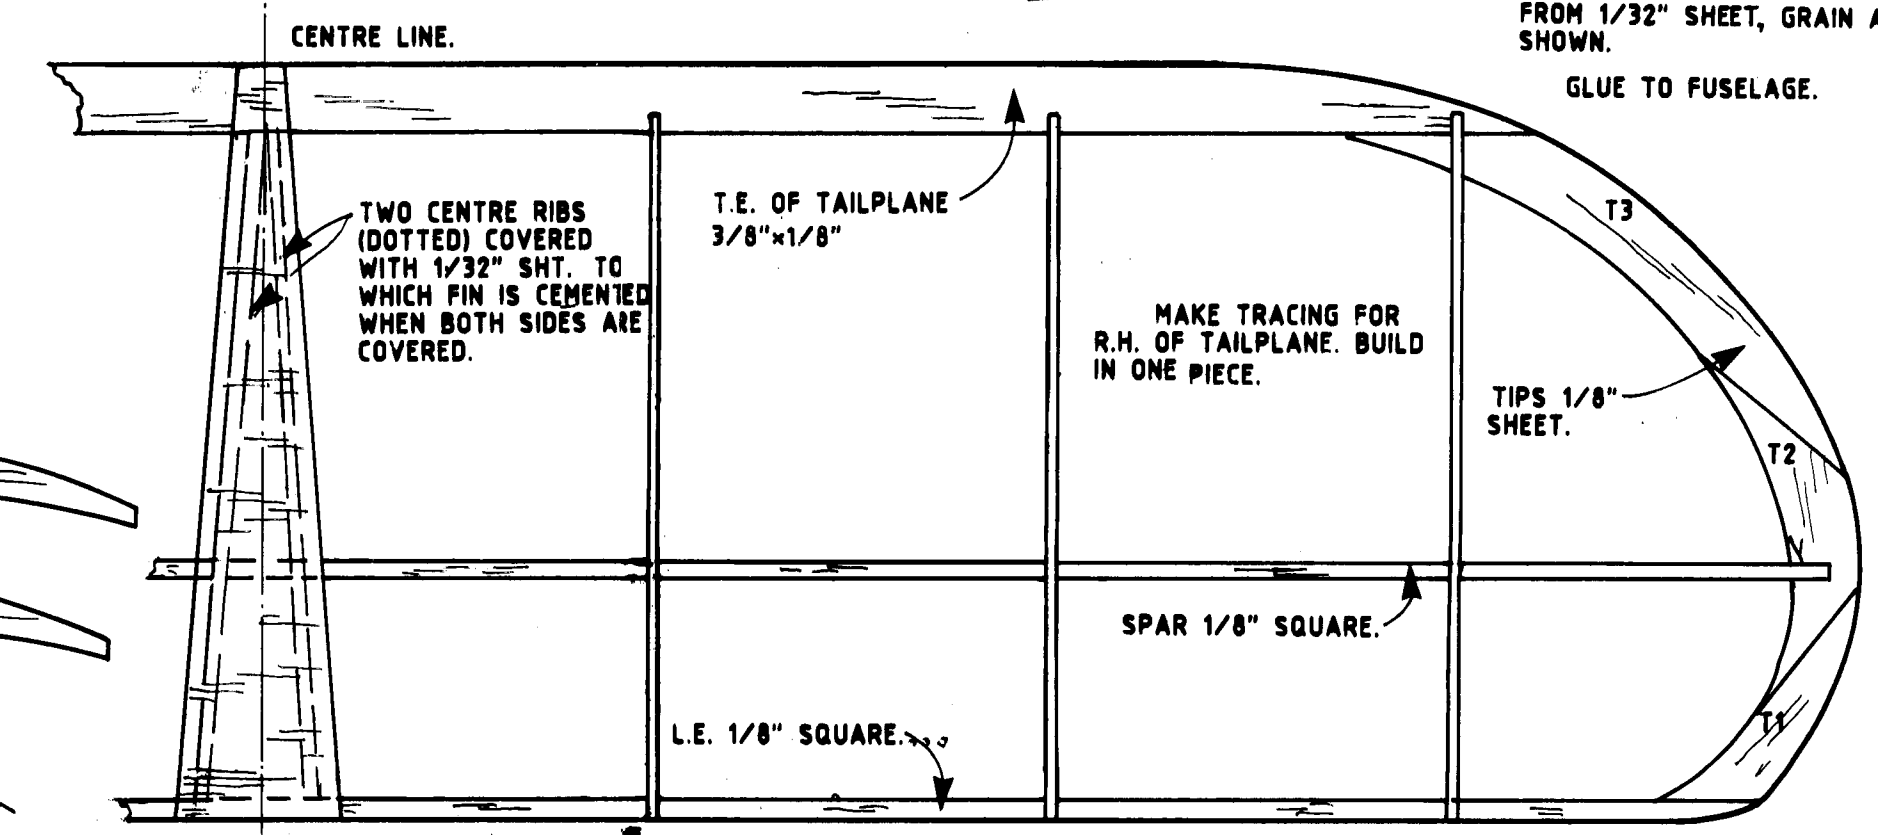 CENTRE LINE.
FROM 1/32" SHEET, GRAIN
SHOWN.
GLUE TO FUSELAGE.
TWO CENTRE RIBS
(DOTTED) COVERED
WITH 1/32" SHT. TO
WHICH FIN IS CEMENTED
WHEN BOTH SIDES ARE
COVERED.
T.E. OF TAILPLANE
3/8"×1/8"
MAKE TRACING FOR
R.H. OF TAILPLANE. BUILD
IN ONE PIECE.
T3
TIPS 1/8"
SHEET.
T2
SPAR 1/8" SQUARE.
T1
L.E. 1/8" SQUARE.